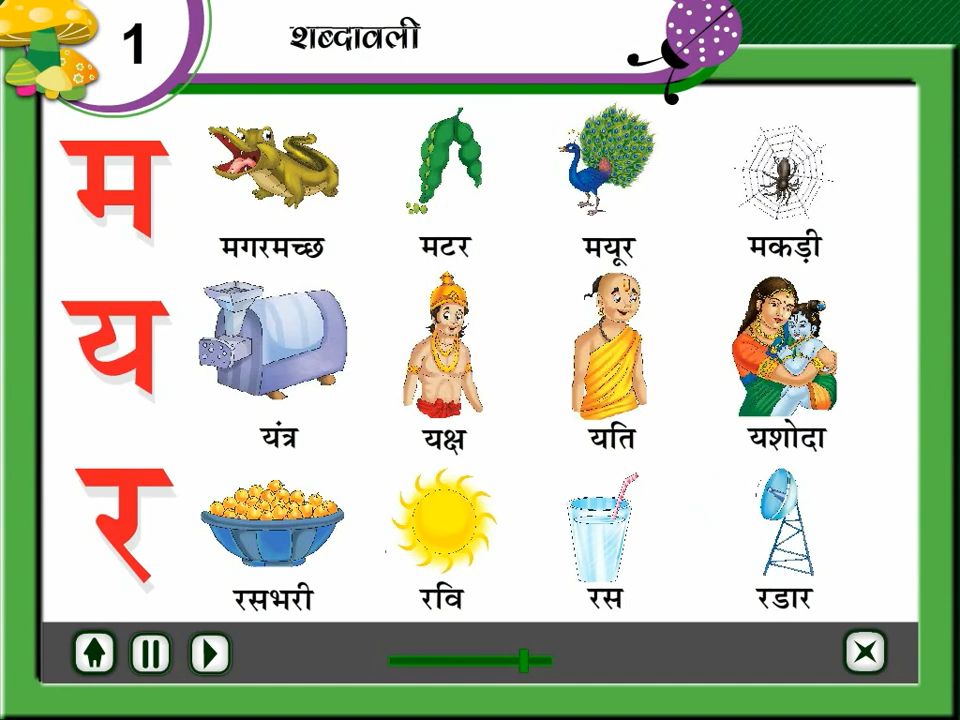 1 शब्दावली
म
मगरमच्छ मटर मयूर मकड़ी
य
यंत्र यक्ष यति यशोदा
र
रसभरी रवि रस रडार